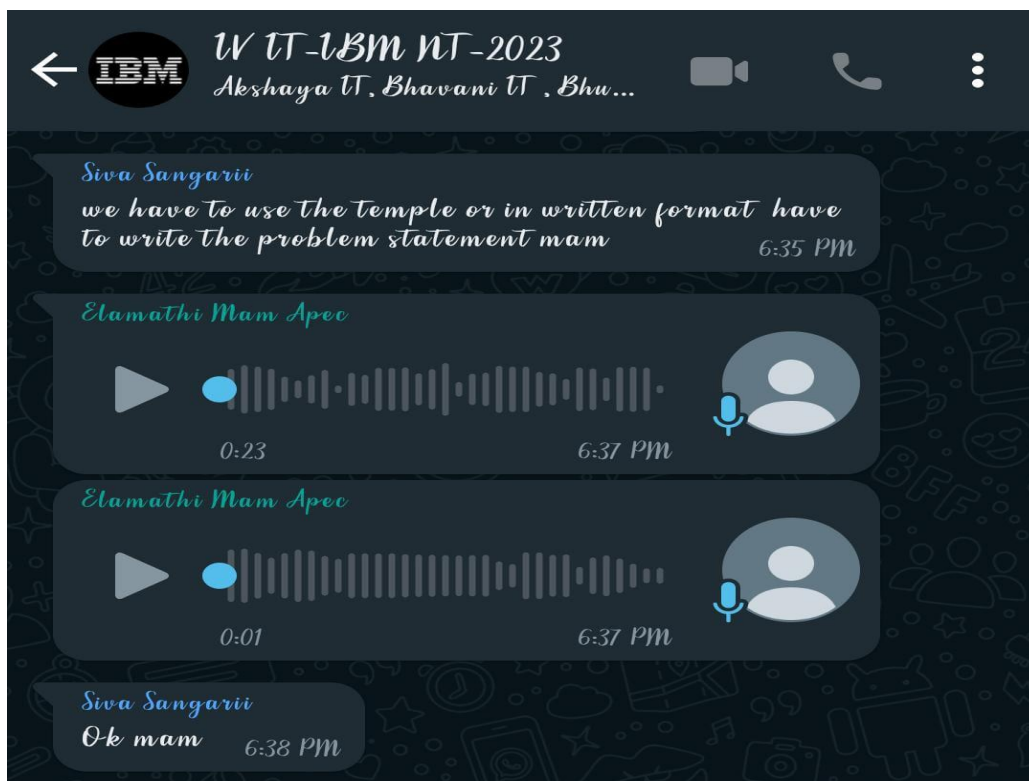 IBM
IV IT-IBM NT-2023
Akshaya IT, Bhavani IT , Bhu...
Siva Sangarii
we have to use the temple or in written format have
to write the problem statement mam
6:35 PM
Elamathi Mam Apec
0:23
6:37 PM
Elamathi Mam Apec
0:01
6:37 PM
Siva Sangarii
Ok mam
6:38 PM